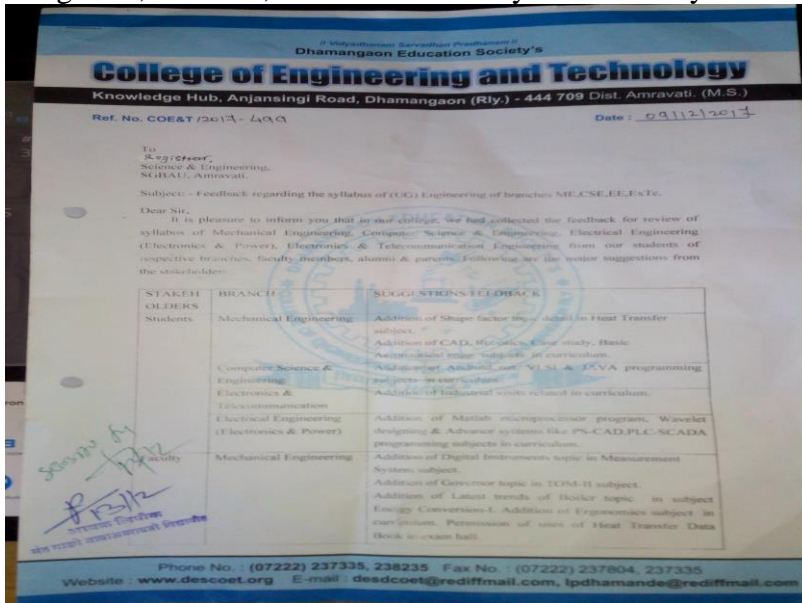 // Vidyadhanam Sarvadhan Pradhanam //
Dhamangaon Education Society's
College of Engineering and Technology
Knowledge Hub, Anjansingi Road, Dhamangaon (Rly.) - 444 709 Dist. Amravati. (M.S.)
Ref. No. COE&T /2017-499 Date : 09/12/2017
To
Registrar,
Science & Engineering,
SGBAU, Amravati.
Subject: - Feedback regarding the syllabus of (UG) Engineering of branches ME,CSE,EE,ExTc.
Dear Sir,
It is pleasure to inform you that in our college, we had collected the feedback for review of
syllabus of Mechanical Engineering, Computer Science & Engineering, Electrical Engineering
(Electronics & Power), Electronics & Telecommunication Engineering from our students of
respective branches, faculty members, alumni & parents. Following are the major suggestions from
the stakeholders.
STAKEH OLDERS BRANCH SUGGESTIONS FEEDBACK
Students Mechanical Engineering Addition of Shape factor topic detail in Heat Transfer
subject.
Addition of CAD, Robotics, Case study, Basic
subjects in curriculum.
Computer Science & Engineering Addition of Android VLSI & JAVA programming
subjects in curriculum.
Electronics & Telecommunication Addition of Industrial visits related in curriculum.
Electrical Engineering (Electronics & Power) Addition of Matlab microprocessor program, Wavelet
designing & Advance systems like PS-CAD,PLC-SCADA
programming subjects in curriculum.
Faculty Mechanical Engineering Addition of Digital Instruments topic in Measurement
System subject.
Addition of Governor topic in TOM-II subject.
Addition of Latest trends of Boiler topic in subject
Energy Conversion-I. Addition of Ergonomics subject in
curriculum. Permission of uses of Heat Transfer Data
Book in exam hall.
13/12
Phone No. : (07222) 237335, 238235 Fax No. : (07222) 237804, 237335
Website : www.descoet.org E-mail : desdcoet@rediffmail.com, lpdhamande@rediffmail.com